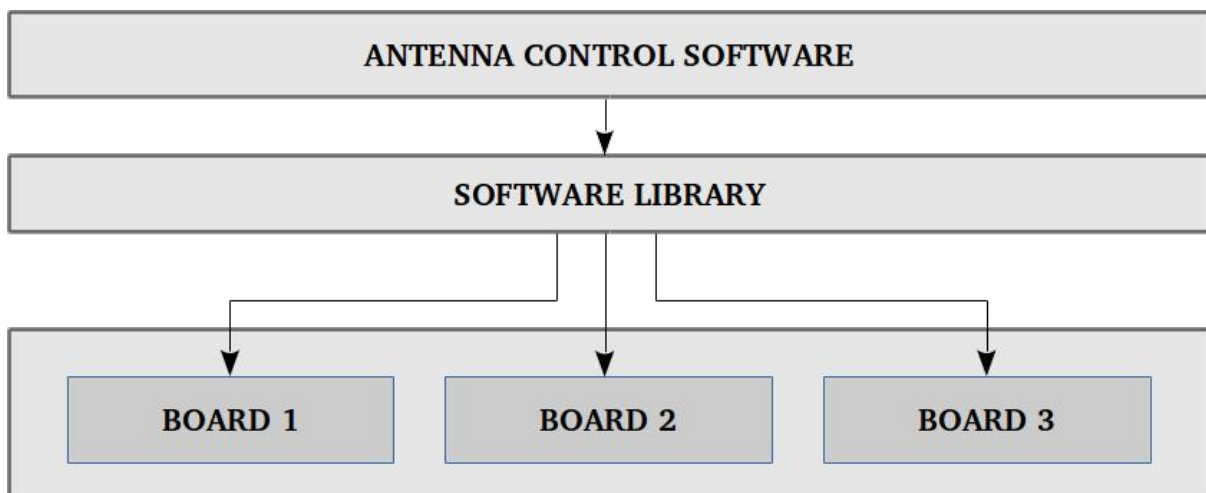 ANTENNA CONTROL SOFTWARE
SOFTWARE LIBRARY
BOARD 1
BOARD 2
BOARD 3